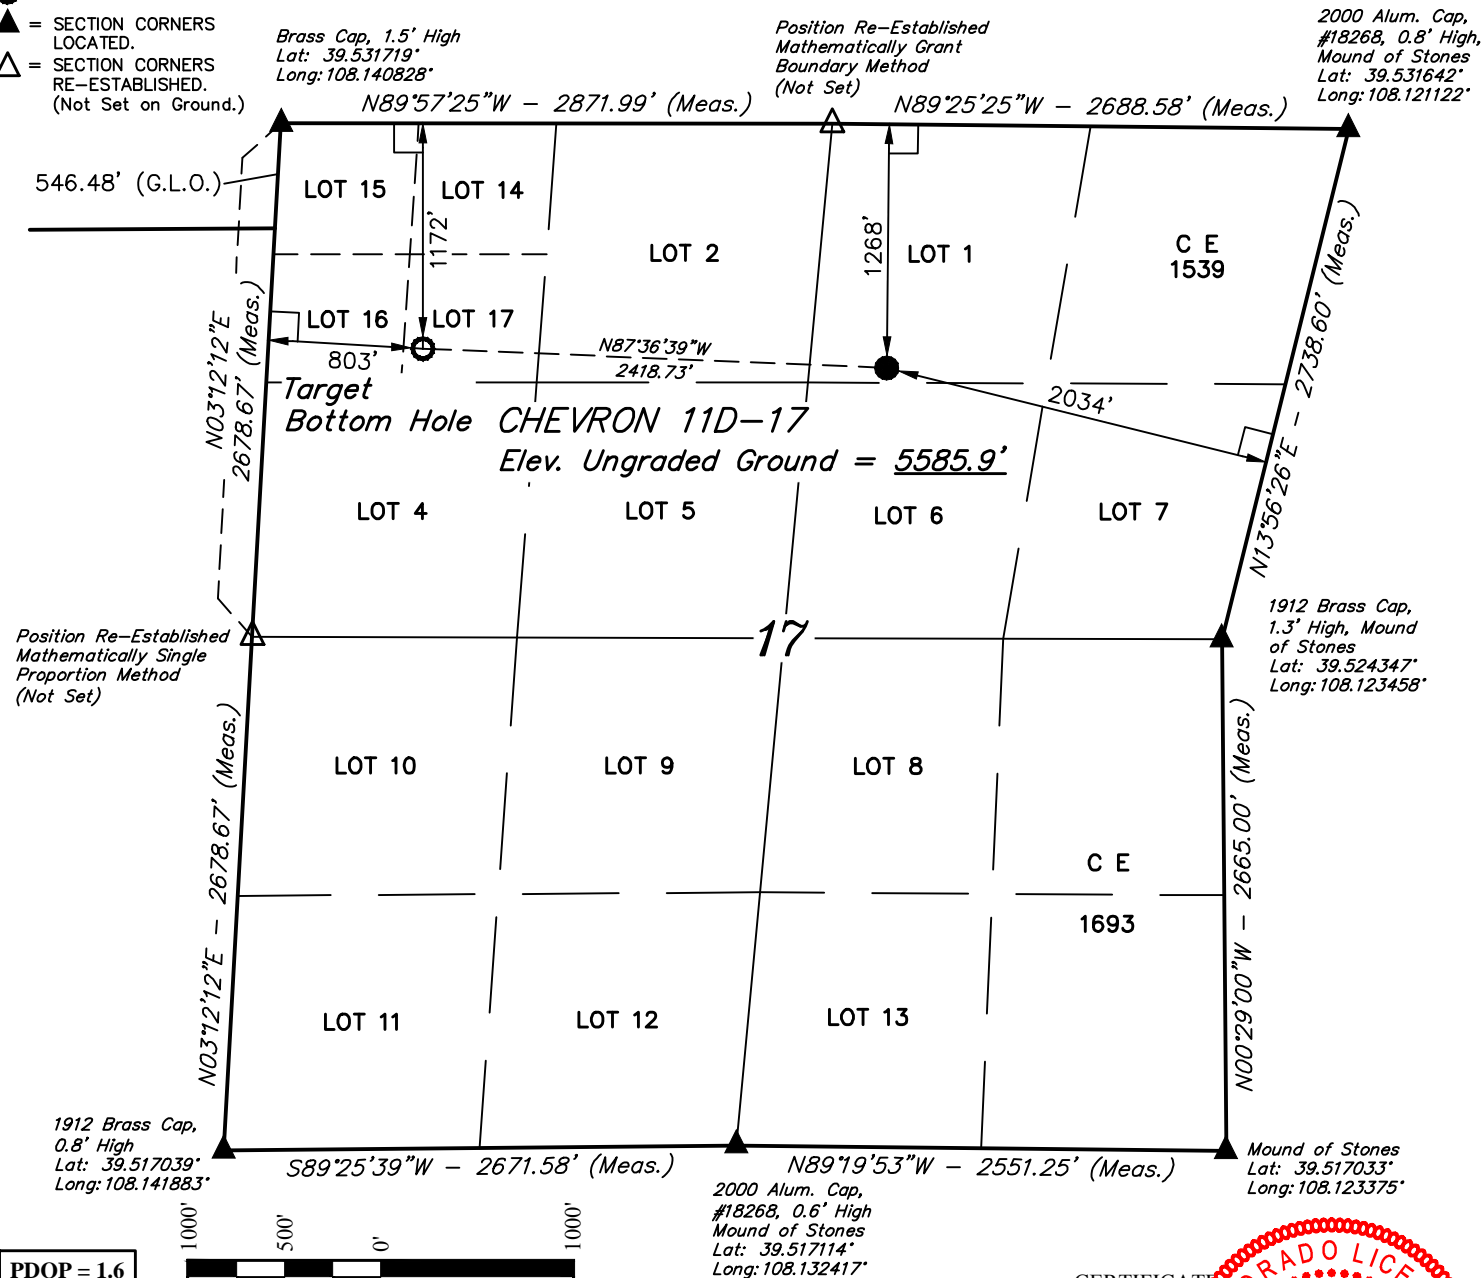 = SECTION CORNERS
LOCATED.
= SECTION CORNERS
RE-ESTABLISHED.
(Not Set on Ground.)
Brass Cap, 1.5' High
Lat: 39.531719°
Long: 108.140828°
Position Re-Established
Mathematically Grant
Boundary Method
(Not Set)
2000 Alum. Cap,
#18268, 0.8' High,
Mound of Stones
Lat: 39.531642°
Long: 108.121122°
N89°57'25"W - 2871.99' (Meas.)
N89°25'25"W - 2688.58' (Meas.)
546.48' (G.L.O.)
LOT 15
LOT 14
1172'
LOT 2
1268'
LOT 1
C E
1539
N03°12'12"E
2678.67' (Meas.)
LOT 16
LOT 17
803'
N87°36'39"W
2418.73'
2034'
N13°56'26"E - 2738.60' (Meas.)
Target
Bottom Hole
CHEVRON 11D-17
Elev. Ungraded Ground = 5585.9'
LOT 4
LOT 5
LOT 6
LOT 7
Position Re-Established
Mathematically Single
Proportion Method
(Not Set)
17
1912 Brass Cap,
1.3' High, Mound
of Stones
Lat: 39.524347°
Long: 108.123458°
N03°12'12"E - 2678.67' (Meas.)
LOT 10
LOT 9
LOT 8
C E
1693
N00°29'00"W - 2665.00' (Meas.)
LOT 11
LOT 12
LOT 13
1912 Brass Cap,
0.8' High
Lat: 39.517039°
Long: 108.141883°
S89°25'39"W - 2671.58' (Meas.)
N89°19'53"W - 2551.25' (Meas.)
Mound of Stones
Lat: 39.517033°
Long: 108.123375°
2000 Alum. Cap,
#18268, 0.6' High
Mound of Stones
Lat: 39.517114°
Long: 108.132417°
1000'
500'
0'
1000'
PDOP = 1.6
CERTIFICATE
ORADO LICE